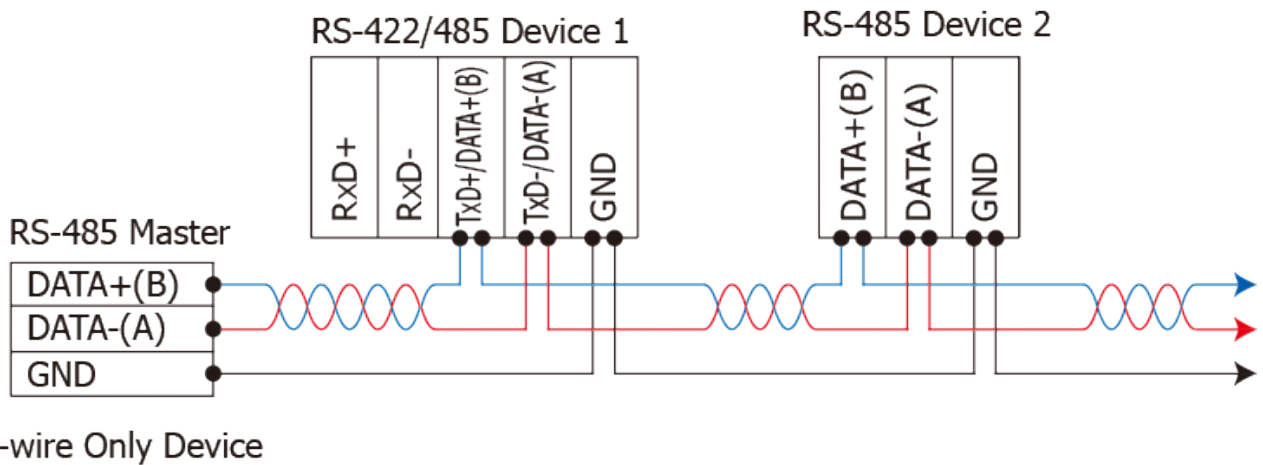 RS-422/485 Device 1
RS-485 Device 2
RxD+
RxD-
TxD+/DATA+(B)
TxD-/DATA-(A)
GND
DATA+(B)
DATA-(A)
GND
RS-485 Master
DATA+(B)
DATA-(A)
GND
-wire Only Device